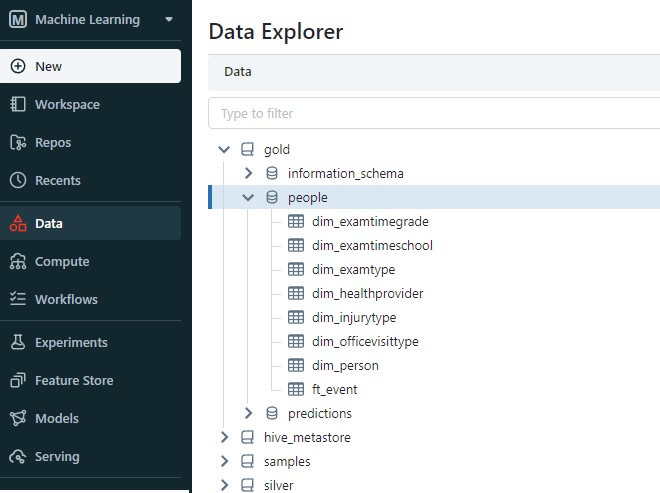 Machine Learning
New
Workspace
Repos
Recents
Data
Compute
Workflows
Experiments
Feature Store
Models
Serving
Data Explorer
Data
Type to filter
gold
information_schema
people
dim_examtimegrade
dim_examtimeschool
dim_examtype
dim_healthprovider
dim_injurytype
dim_officevisittype
dim_person
ft_event
predictions
hive_metastore
samples
silver